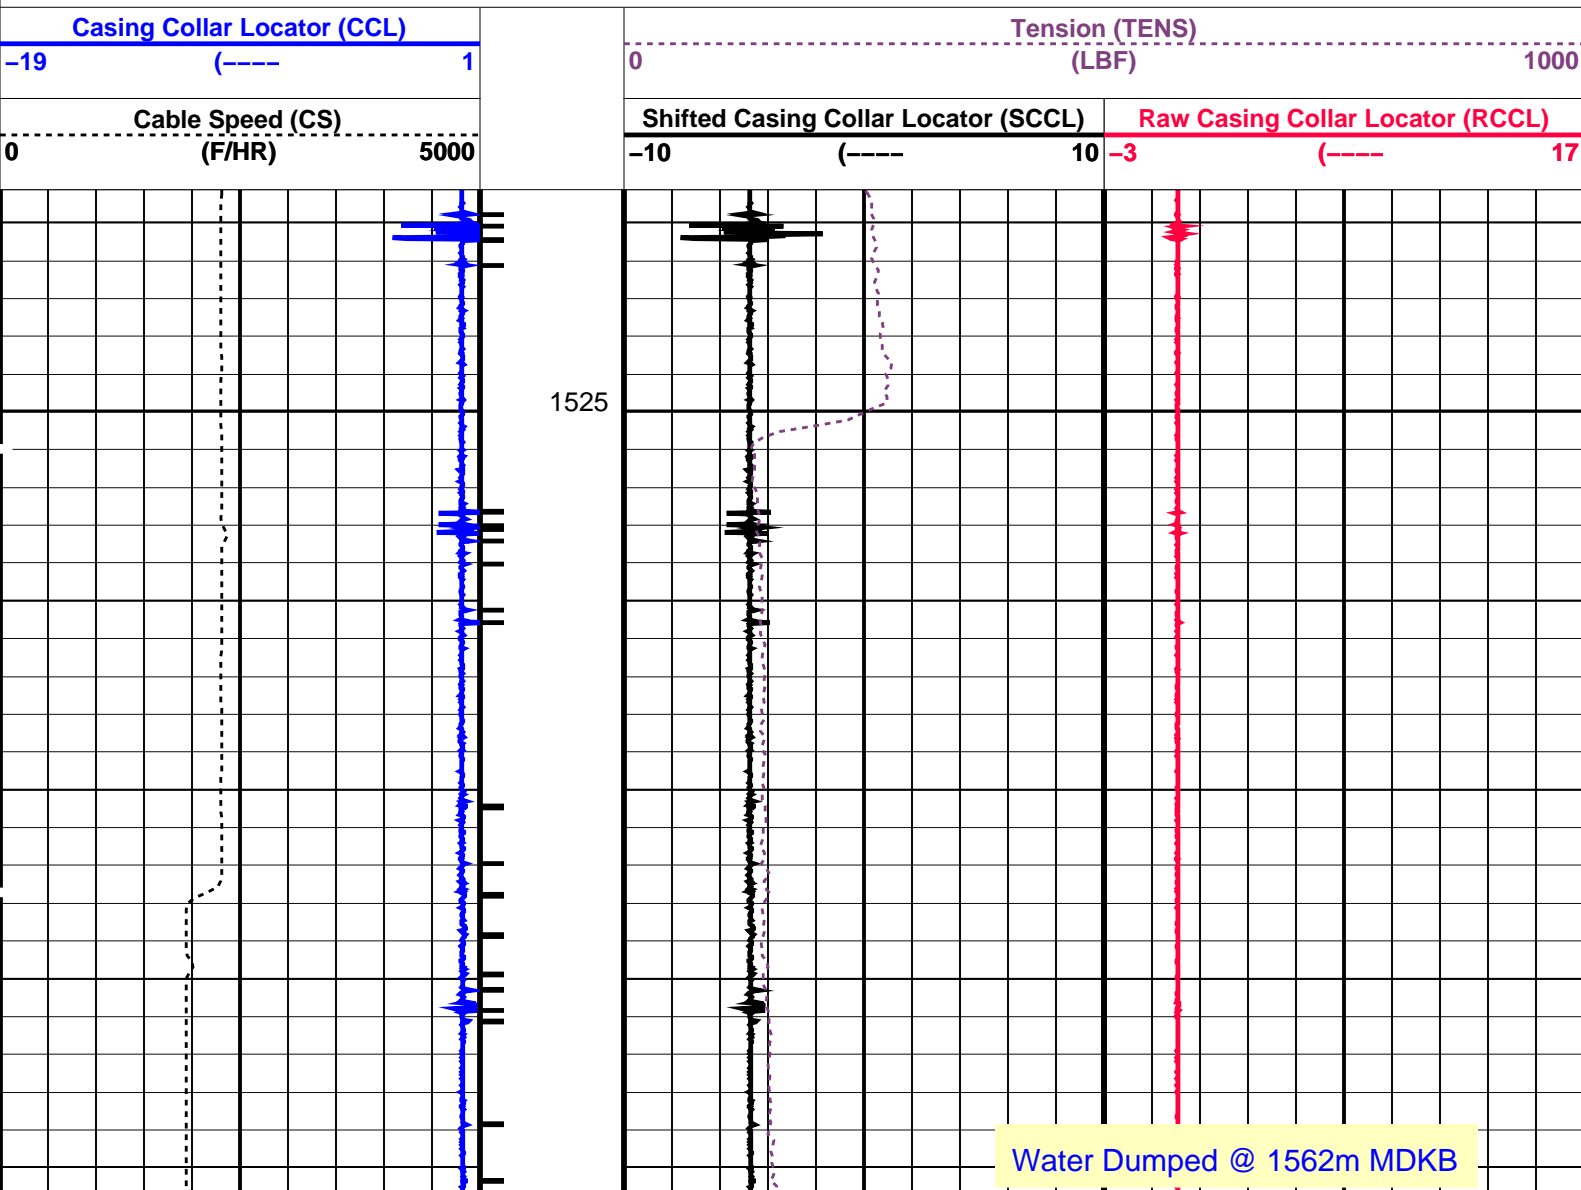 Casing Collar Locator (CCL)
−19 (−−−− 1
Tension (TENS)
0 (LBF) 1000
Cable Speed (CS)
0 (F/HR) 5000
Shifted Casing Collar Locator (SCCL)
−10 (−−−− 10
Raw Casing Collar Locator (RCCL)
−3 (−−−− 17
1525
Water Dumped @ 1562m MDKB